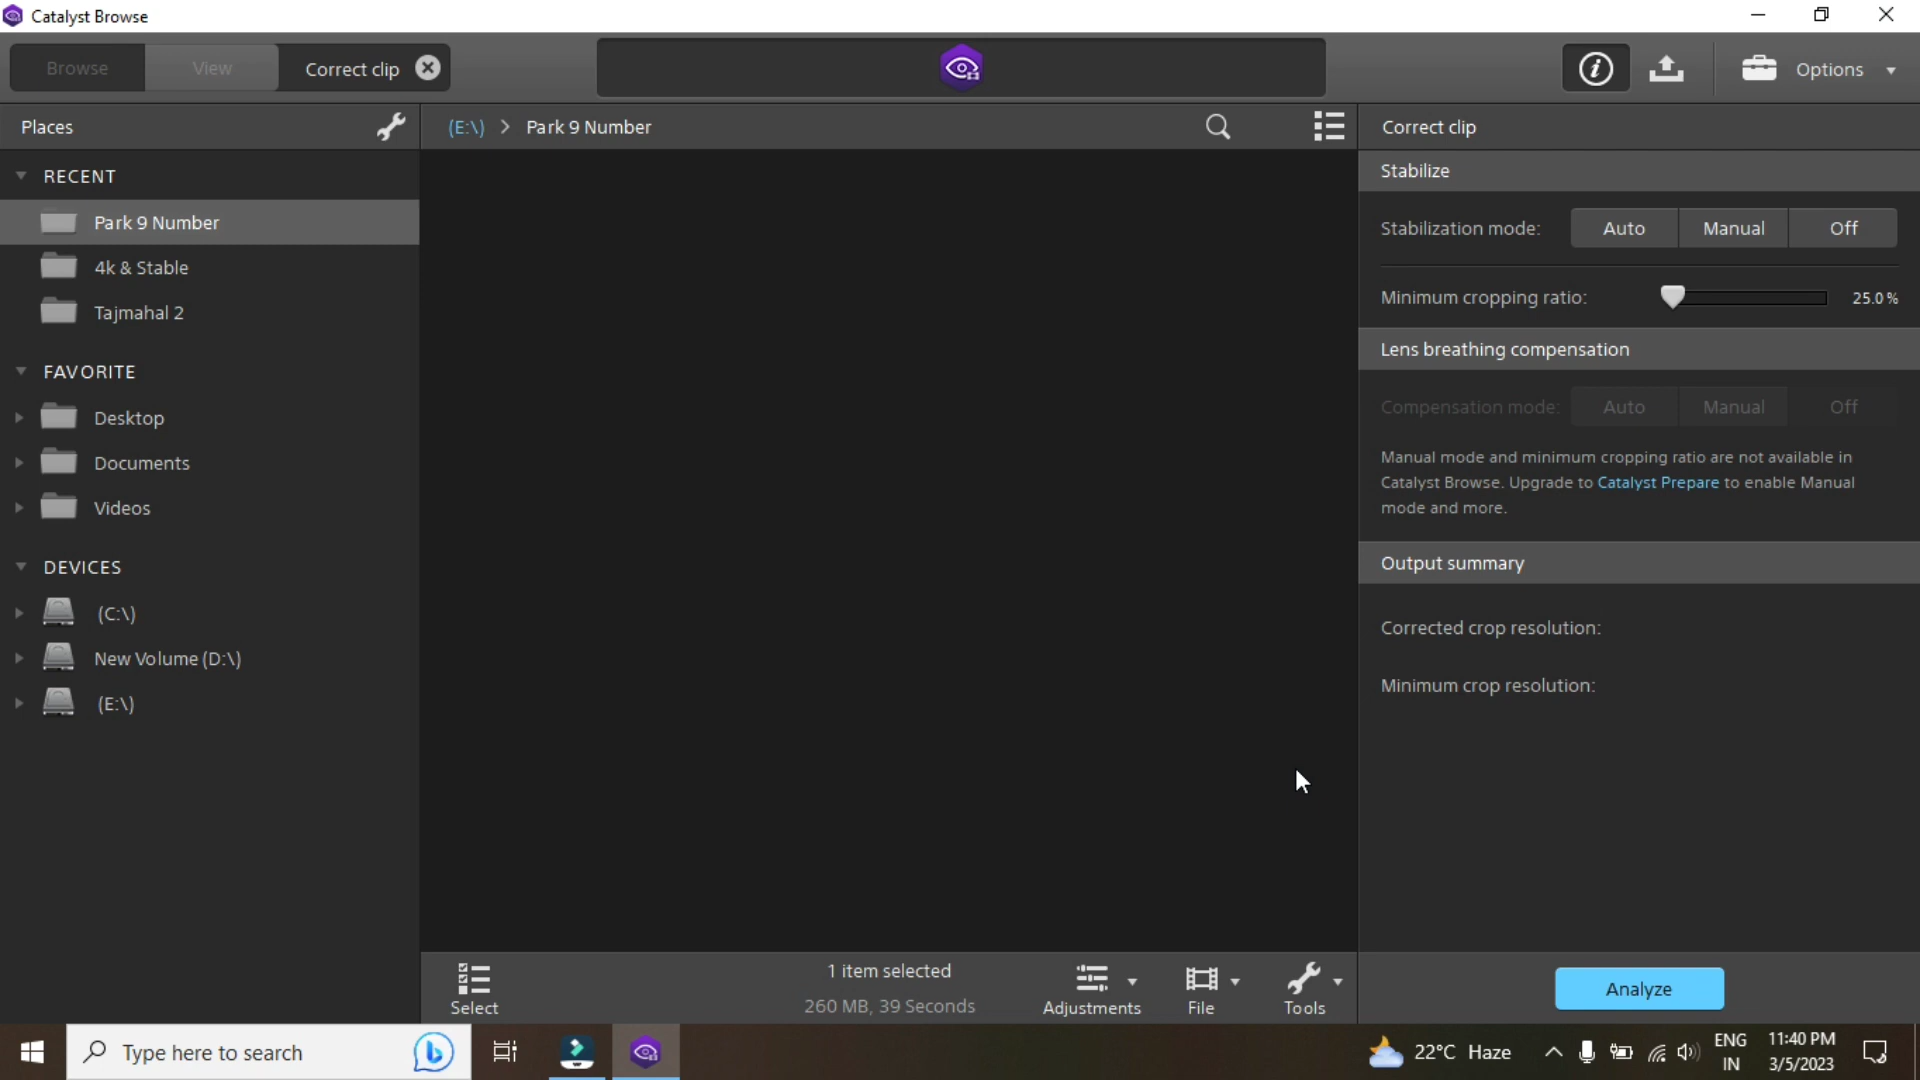 Catalyst Browse
Browse
View
Correct clip
Options
Places
(E:\) > Park 9 Number
Correct clip
RECENT
Park 9 Number
4k & Stable
Tajmahal 2
FAVORITE
Desktop
Documents
Videos
DEVICES
(C:\)
New Volume (D:\)
(E:\)
Stabilize
Stabilization mode: Auto Manual Off
Minimum cropping ratio: 25.0 %
Lens breathing compensation
Compensation mode: Auto Manual Off
Manual mode and minimum cropping ratio are not available in
Catalyst Browse. Upgrade to Catalyst Prepare to enable Manual
mode and more.
Output summary
Corrected crop resolution:
Minimum crop resolution:
Analyze
Select
1 item selected
260 MB, 39 Seconds
Adjustments
File
Tools
Type here to search
22°C Haze
ENG
IN
11:40 PM
3/5/2023